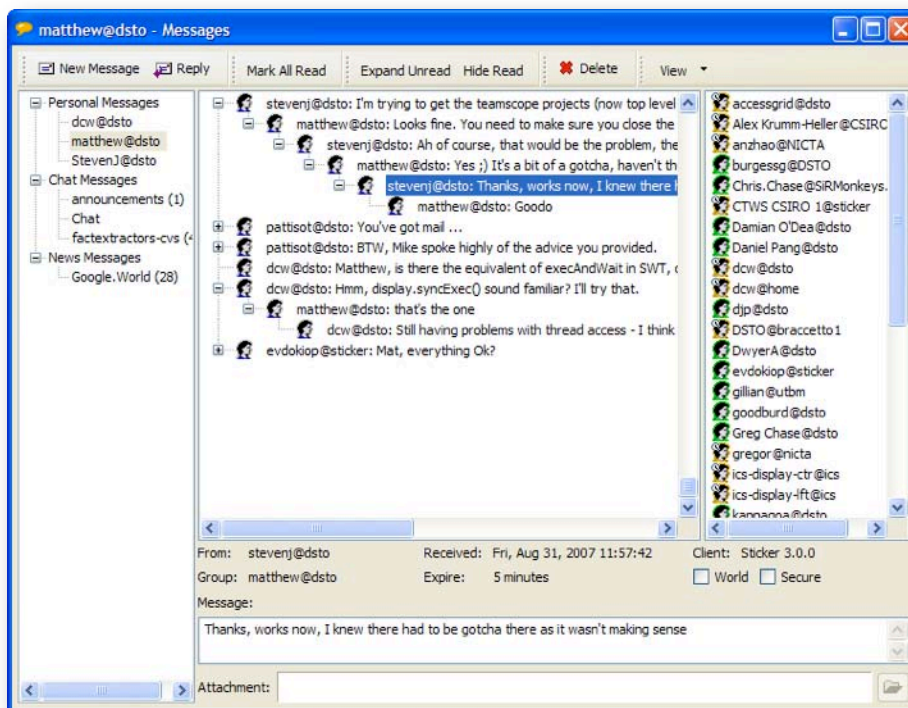 matthew@dsto - Messages
New Message Reply Mark All Read Expand Unread Hide Read Delete View
Personal Messages
dcw@dsto
matthew@dsto
StevenJ@dsto
Chat Messages
announcements (1)
Chat
factextractors-cvs (
News Messages
Google.World (28)
stevenj@dsto: I'm trying to get the teamscope projects (now top level
matthew@dsto: Looks fine. You need to make sure you close the
stevenj@dsto: Ah of course, that would be the problem, the
matthew@dsto: Yes ;) It's a bit of a gotcha, haven't th
stevenj@dsto: Thanks, works now, I knew there
matthew@dsto: Goodo
pattisot@dsto: You've got mail ...
pattisot@dsto: BTW, Mike spoke highly of the advice you provided.
dcw@dsto: Matthew, is there the equivalent of execAndWait in SWT,
dcw@dsto: Hmm, display.syncExec() sound familiar? I'll try that.
matthew@dsto: that's the one
dcw@dsto: Still having problems with thread access - I think
evdokiop@sticker: Mat, everything Ok?
accessgrid@dsto
Alex Krumm-Heller@CSIRC
anzhao@NICTA
burgessg@DSTO
Chris.Chase@SiRMonkeys.
CTWS CSIRO 1@sticker
Damian O'Dea@dsto
Daniel Pang@dsto
dcw@dsto
dcw@home
djp@dsto
DSTO@braccetto1
DwyerA@dsto
evdokiop@sticker
gillian@utbm
goodburd@dsto
Greg Chase@dsto
gregor@nicta
ics-display-ctr@ics
ics-display-lft@ics
kappagoa@dsto
From: stevenj@dsto Received: Fri, Aug 31, 2007 11:57:42 Client: Sticker 3.0.0
Group: matthew@dsto Expire: 5 minutes World Secure
Message:
Thanks, works now, I knew there had to be gotcha there as it wasn't making sense
Attachment: